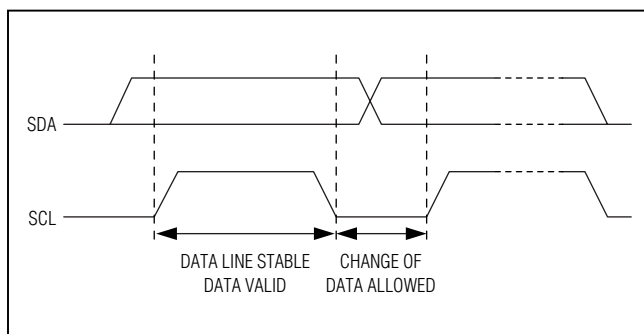 SDA
SCL
DATA LINE STABLE
DATA VALID
CHANGE OF
DATA ALLOWED